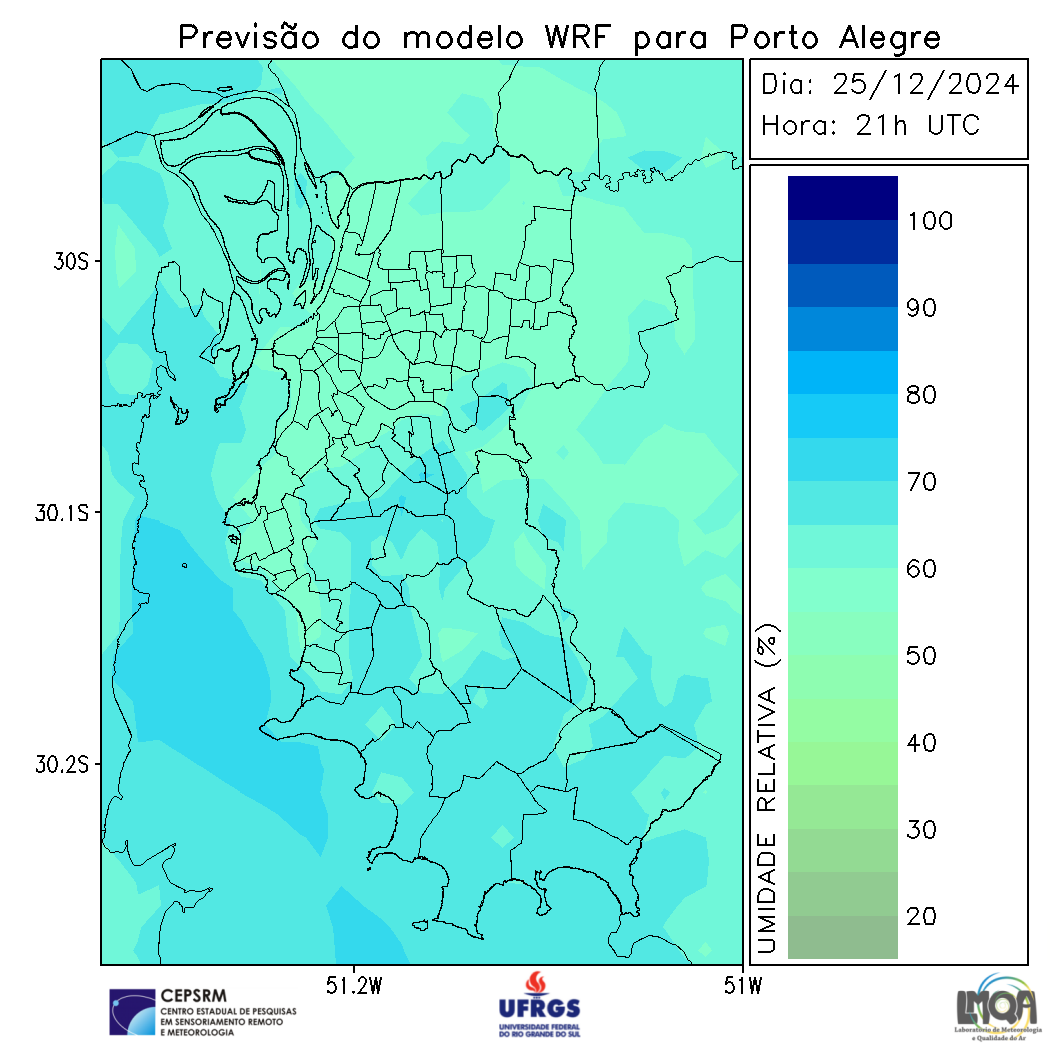 Previsão do modelo WRF para Porto Alegre
Dia: 25/12/2024
Hora: 21h UTC
30S
30.1S
30.2S
51.2W
51W
100
90
80
70
60
50
40
30
20
UMIDADE RELATIVA (%)
CEPSRM
CENTRO ESTADUAL DE PESQUISAS
EM SENSORIAMENTO REMOTO
E METEOROLOGIA
UFRGS
UNIVERSIDADE FEDERAL
DO RIO GRANDE DO SUL
LMQA
Laboratório de Meteorologia
e Qualidade do Ar